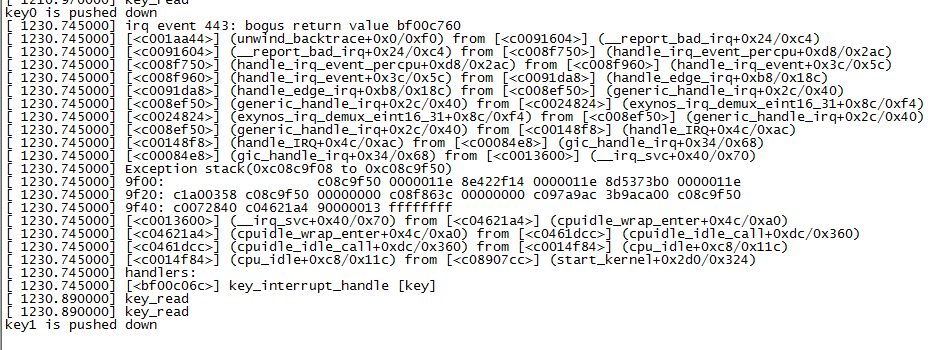 key0 is pushed down
[ 1230.745000] irq event 443: bogus return value bf00c760
[ 1230.745000] [<c001aa44>] (unwind_backtrace+0x0/0xf0) from [<c0091604>] (__report_bad_irq+0x24/0xc4)
[ 1230.745000] [<c0091604>] (__report_bad_irq+0x24/0xc4) from [<c008f750>] (handle_irq_event_percpu+0xd8/0x2ac)
[ 1230.745000] [<c008f750>] (handle_irq_event_percpu+0xd8/0x2ac) from [<c008f960>] (handle_irq_event+0x3c/0x5c)
[ 1230.745000] [<c008f960>] (handle_irq_event+0x3c/0x5c) from [<c0091da8>] (handle_edge_irq+0xb8/0x18c)
[ 1230.745000] [<c0091da8>] (handle_edge_irq+0xb8/0x18c) from [<c008ef50>] (generic_handle_irq+0x2c/0x40)
[ 1230.745000] [<c008ef50>] (generic_handle_irq+0x2c/0x40) from [<c0024824>] (exynos_irq_demux_eint16_31+0x8c/0xf4)
[ 1230.745000] [<c0024824>] (exynos_irq_demux_eint16_31+0x8c/0xf4) from [<c008ef50>] (generic_handle_irq+0x2c/0x40)
[ 1230.745000] [<c008ef50>] (generic_handle_irq+0x2c/0x40) from [<c00148f8>] (handle_IRQ+0x4c/0xac)
[ 1230.745000] [<c00148f8>] (handle_IRQ+0x4c/0xac) from [<c00084e8>] (gic_handle_irq+0x34/0x68)
[ 1230.745000] [<c00084e8>] (gic_handle_irq+0x34/0x68) from [<c0013600>] (__irq_svc+0x40/0x70)
[ 1230.745000] Exception stack(0xc08c9f08 to 0xc08c9f50)
[ 1230.745000] 9f00: c08c9f50 0000011e 8e422f14 0000011e 8d5373b0 0000011e
[ 1230.745000] 9f20: c1a00358 c08c9f50 00000000 c08f863c 00000000 c097a9ac 3b9aca00 c08c9f50
[ 1230.745000] 9f40: c0072840 c04621a4 90000013 ffffffff
[ 1230.745000] [<c0013600>] (__irq_svc+0x40/0x70) from [<c04621a4>] (cpuidle_wrap_enter+0x4c/0xa0)
[ 1230.745000] [<c04621a4>] (cpuidle_wrap_enter+0x4c/0xa0) from [<c0461dcc>] (cpuidle_idle_call+0xdc/0x360)
[ 1230.745000] [<c0461dcc>] (cpuidle_idle_call+0xdc/0x360) from [<c0014f84>] (cpu_idle+0xc8/0x11c)
[ 1230.745000] [<c0014f84>] (cpu_idle+0xc8/0x11c) from [<c08907cc>] (start_kernel+0x2d0/0x324)
[ 1230.745000] handlers:
[ 1230.745000] [<bf00c06c>] key_interrupt_handle [key]
[ 1230.890000] key_read
[ 1230.890000] key_read
key1 is pushed down